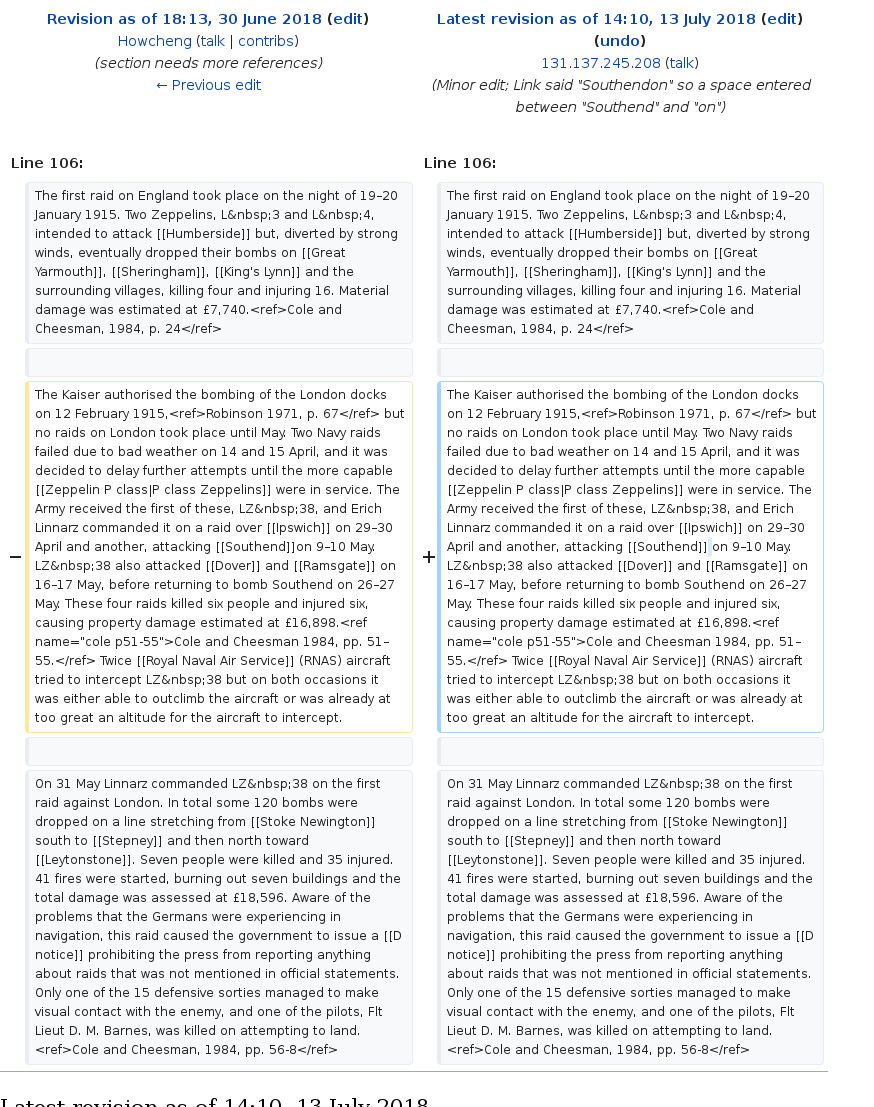 Revision as of 18:13, 30 June 2018 (edit)
Howcheng (talk | contribs)
(section needs more references)
← Previous edit
Latest revision as of 14:10, 13 July 2018 (edit)
(undo)
131.137.245.208 (talk)
(Minor edit; Link said "Southendon" so a space entered
between "Southend" and "on")
Line 106:
Line 106:
The first raid on England took place on the night of 19–20
January 1915. Two Zeppelins, L&nbsp;3 and L&nbsp;4,
intended to attack [[Humberside]] but, diverted by strong
winds, eventually dropped their bombs on [[Great
Yarmouth]], [[Sheringham]], [[King's Lynn]] and the
surrounding villages, killing four and injuring 16. Material
damage was estimated at £7,740.<ref>Cole and
Cheesman, 1984, p. 24</ref>
The first raid on England took place on the night of 19–20
January 1915. Two Zeppelins, L&nbsp;3 and L&nbsp;4,
intended to attack [[Humberside]] but, diverted by strong
winds, eventually dropped their bombs on [[Great
Yarmouth]], [[Sheringham]], [[King's Lynn]] and the
surrounding villages, killing four and injuring 16. Material
damage was estimated at £7,740.<ref>Cole and
Cheesman, 1984, p. 24</ref>
−
The Kaiser authorised the bombing of the London docks
on 12 February 1915,<ref>Robinson 1971, p. 67</ref> but
no raids on London took place until May. Two Navy raids
failed due to bad weather on 14 and 15 April, and it was
decided to delay further attempts until the more capable
[[Zeppelin P class|P class Zeppelins]] were in service. The
Army received the first of these, LZ&nbsp;38, and Erich
Linnarz commanded it on a raid over [[Ipswich]] on 29–30
April and another, attacking [[Southend]]on 9–10 May.
LZ&nbsp;38 also attacked [[Dover]] and [[Ramsgate]] on
16–17 May, before returning to bomb Southend on 26–27
May. These four raids killed six people and injured six,
causing property damage estimated at £16,898.<ref
name="cole p51-55">Cole and Cheesman 1984, pp. 51–
55.</ref> Twice [[Royal Naval Air Service]] (RNAS) aircraft
tried to intercept LZ&nbsp;38 but on both occasions it
was either able to outclimb the aircraft or was already at
too great an altitude for the aircraft to intercept.
+
The Kaiser authorised the bombing of the London docks
on 12 February 1915,<ref>Robinson 1971, p. 67</ref> but
no raids on London took place until May. Two Navy raids
failed due to bad weather on 14 and 15 April, and it was
decided to delay further attempts until the more capable
[[Zeppelin P class|P class Zeppelins]] were in service. The
Army received the first of these, LZ&nbsp;38, and Erich
Linnarz commanded it on a raid over [[Ipswich]] on 29–30
April and another, attacking [[Southend]] on 9–10 May.
LZ&nbsp;38 also attacked [[Dover]] and [[Ramsgate]] on
16–17 May, before returning to bomb Southend on 26–27
May. These four raids killed six people and injured six,
causing property damage estimated at £16,898.<ref
name="cole p51-55">Cole and Cheesman 1984, pp. 51–
55.</ref> Twice [[Royal Naval Air Service]] (RNAS) aircraft
tried to intercept LZ&nbsp;38 but on both occasions it
was either able to outclimb the aircraft or was already at
too great an altitude for the aircraft to intercept.
On 31 May Linnarz commanded LZ&nbsp;38 on the first
raid against London. In total some 120 bombs were
dropped on a line stretching from [[Stoke Newington]]
south to [[Stepney]] and then north toward
[[Leytonstone]]. Seven people were killed and 35 injured.
41 fires were started, burning out seven buildings and the
total damage was assessed at £18,596. Aware of the
problems that the Germans were experiencing in
navigation, this raid caused the government to issue a [[D
notice]] prohibiting the press from reporting anything
about raids that was not mentioned in official statements.
Only one of the 15 defensive sorties managed to make
visual contact with the enemy, and one of the pilots, Flt
Lieut D. M. Barnes, was killed on attempting to land.
<ref>Cole and Cheesman, 1984, pp. 56-8</ref>
On 31 May Linnarz commanded LZ&nbsp;38 on the first
raid against London. In total some 120 bombs were
dropped on a line stretching from [[Stoke Newington]]
south to [[Stepney]] and then north toward
[[Leytonstone]]. Seven people were killed and 35 injured.
41 fires were started, burning out seven buildings and the
total damage was assessed at £18,596. Aware of the
problems that the Germans were experiencing in
navigation, this raid caused the government to issue a [[D
notice]] prohibiting the press from reporting anything
about raids that was not mentioned in official statements.
Only one of the 15 defensive sorties managed to make
visual contact with the enemy, and one of the pilots, Flt
Lieut D. M. Barnes, was killed on attempting to land.
<ref>Cole and Cheesman, 1984, pp. 56-8</ref>
Latest revision as of 14:10, 13 July 2018